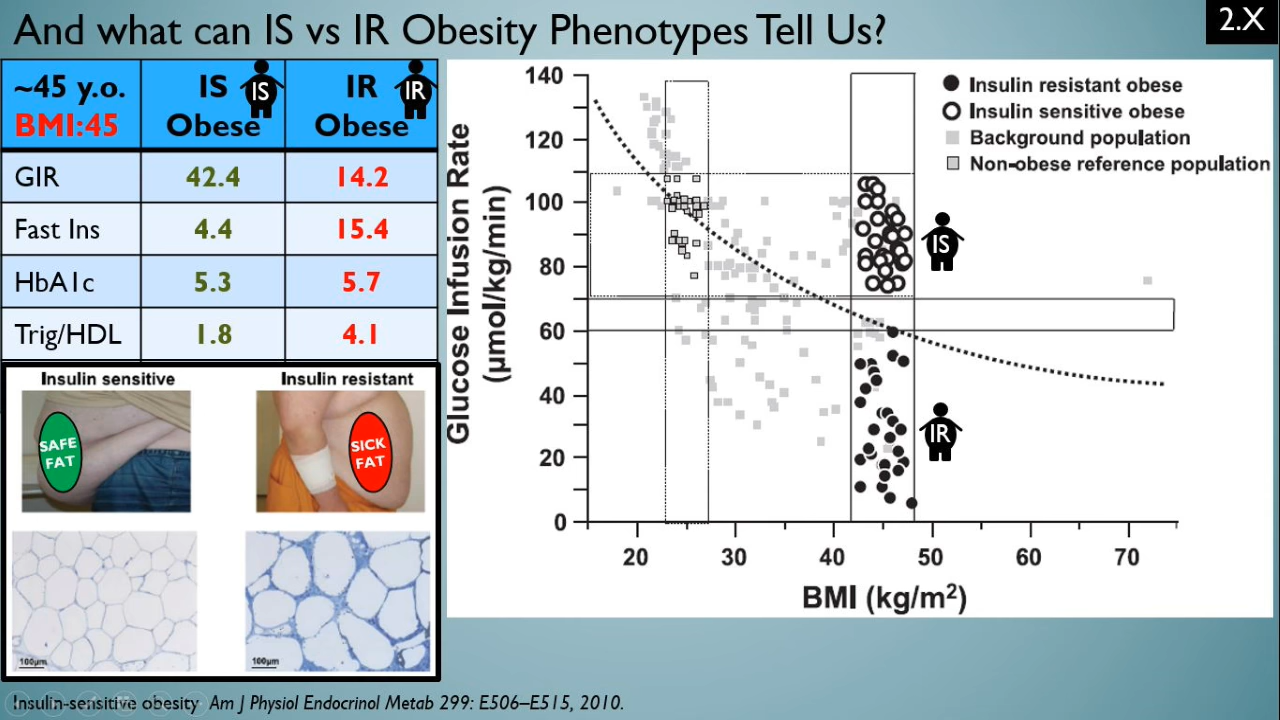 And what can IS vs IR Obesity Phenotypes Tell Us?
2.X
~45 y.o. IS IS IR IR
BMI:45 Obese Obese
GIR 42.4 14.2
Fast Ins 4.4 15.4
HbA1c 5.3 5.7
Trig/HDL 1.8 4.1
Insulin sensitive Insulin resistant
SAFE
FAT
SICK
FAT
100µm 100µm
Glucose Infusion Rate
(µmol/kg/min)
140
120
100
80
60
40
20
0
20 30 40 50 60 70
BMI (kg/m²)
Insulin resistant obese
Insulin sensitive obese
Background population
Non-obese reference population
IS
IR
Insulin-sensitive obesity Am J Physiol Endocrinol Metab 299: E506–E515, 2010.